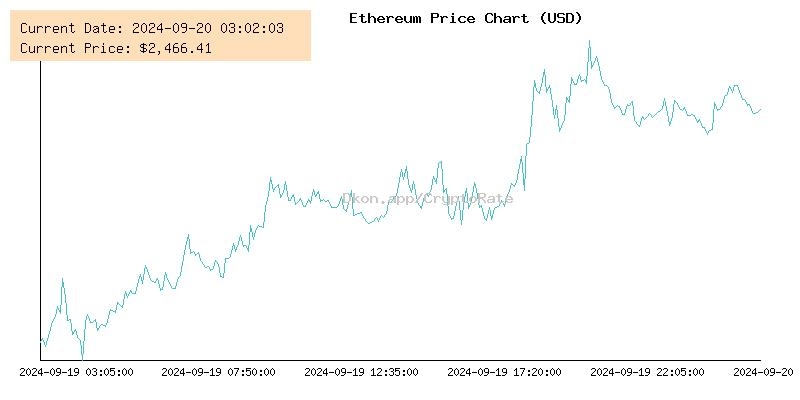 Ethereum Price Chart (USD)
Current Date: 2024-09-20 03:02:03
Current Price: $2,466.41
Dkon.app/CryptoRate
2024-09-19 03:05:00
2024-09-19 07:50:00
2024-09-19 12:35:00
2024-09-19 17:20:00
2024-09-19 22:05:00
2024-09-20